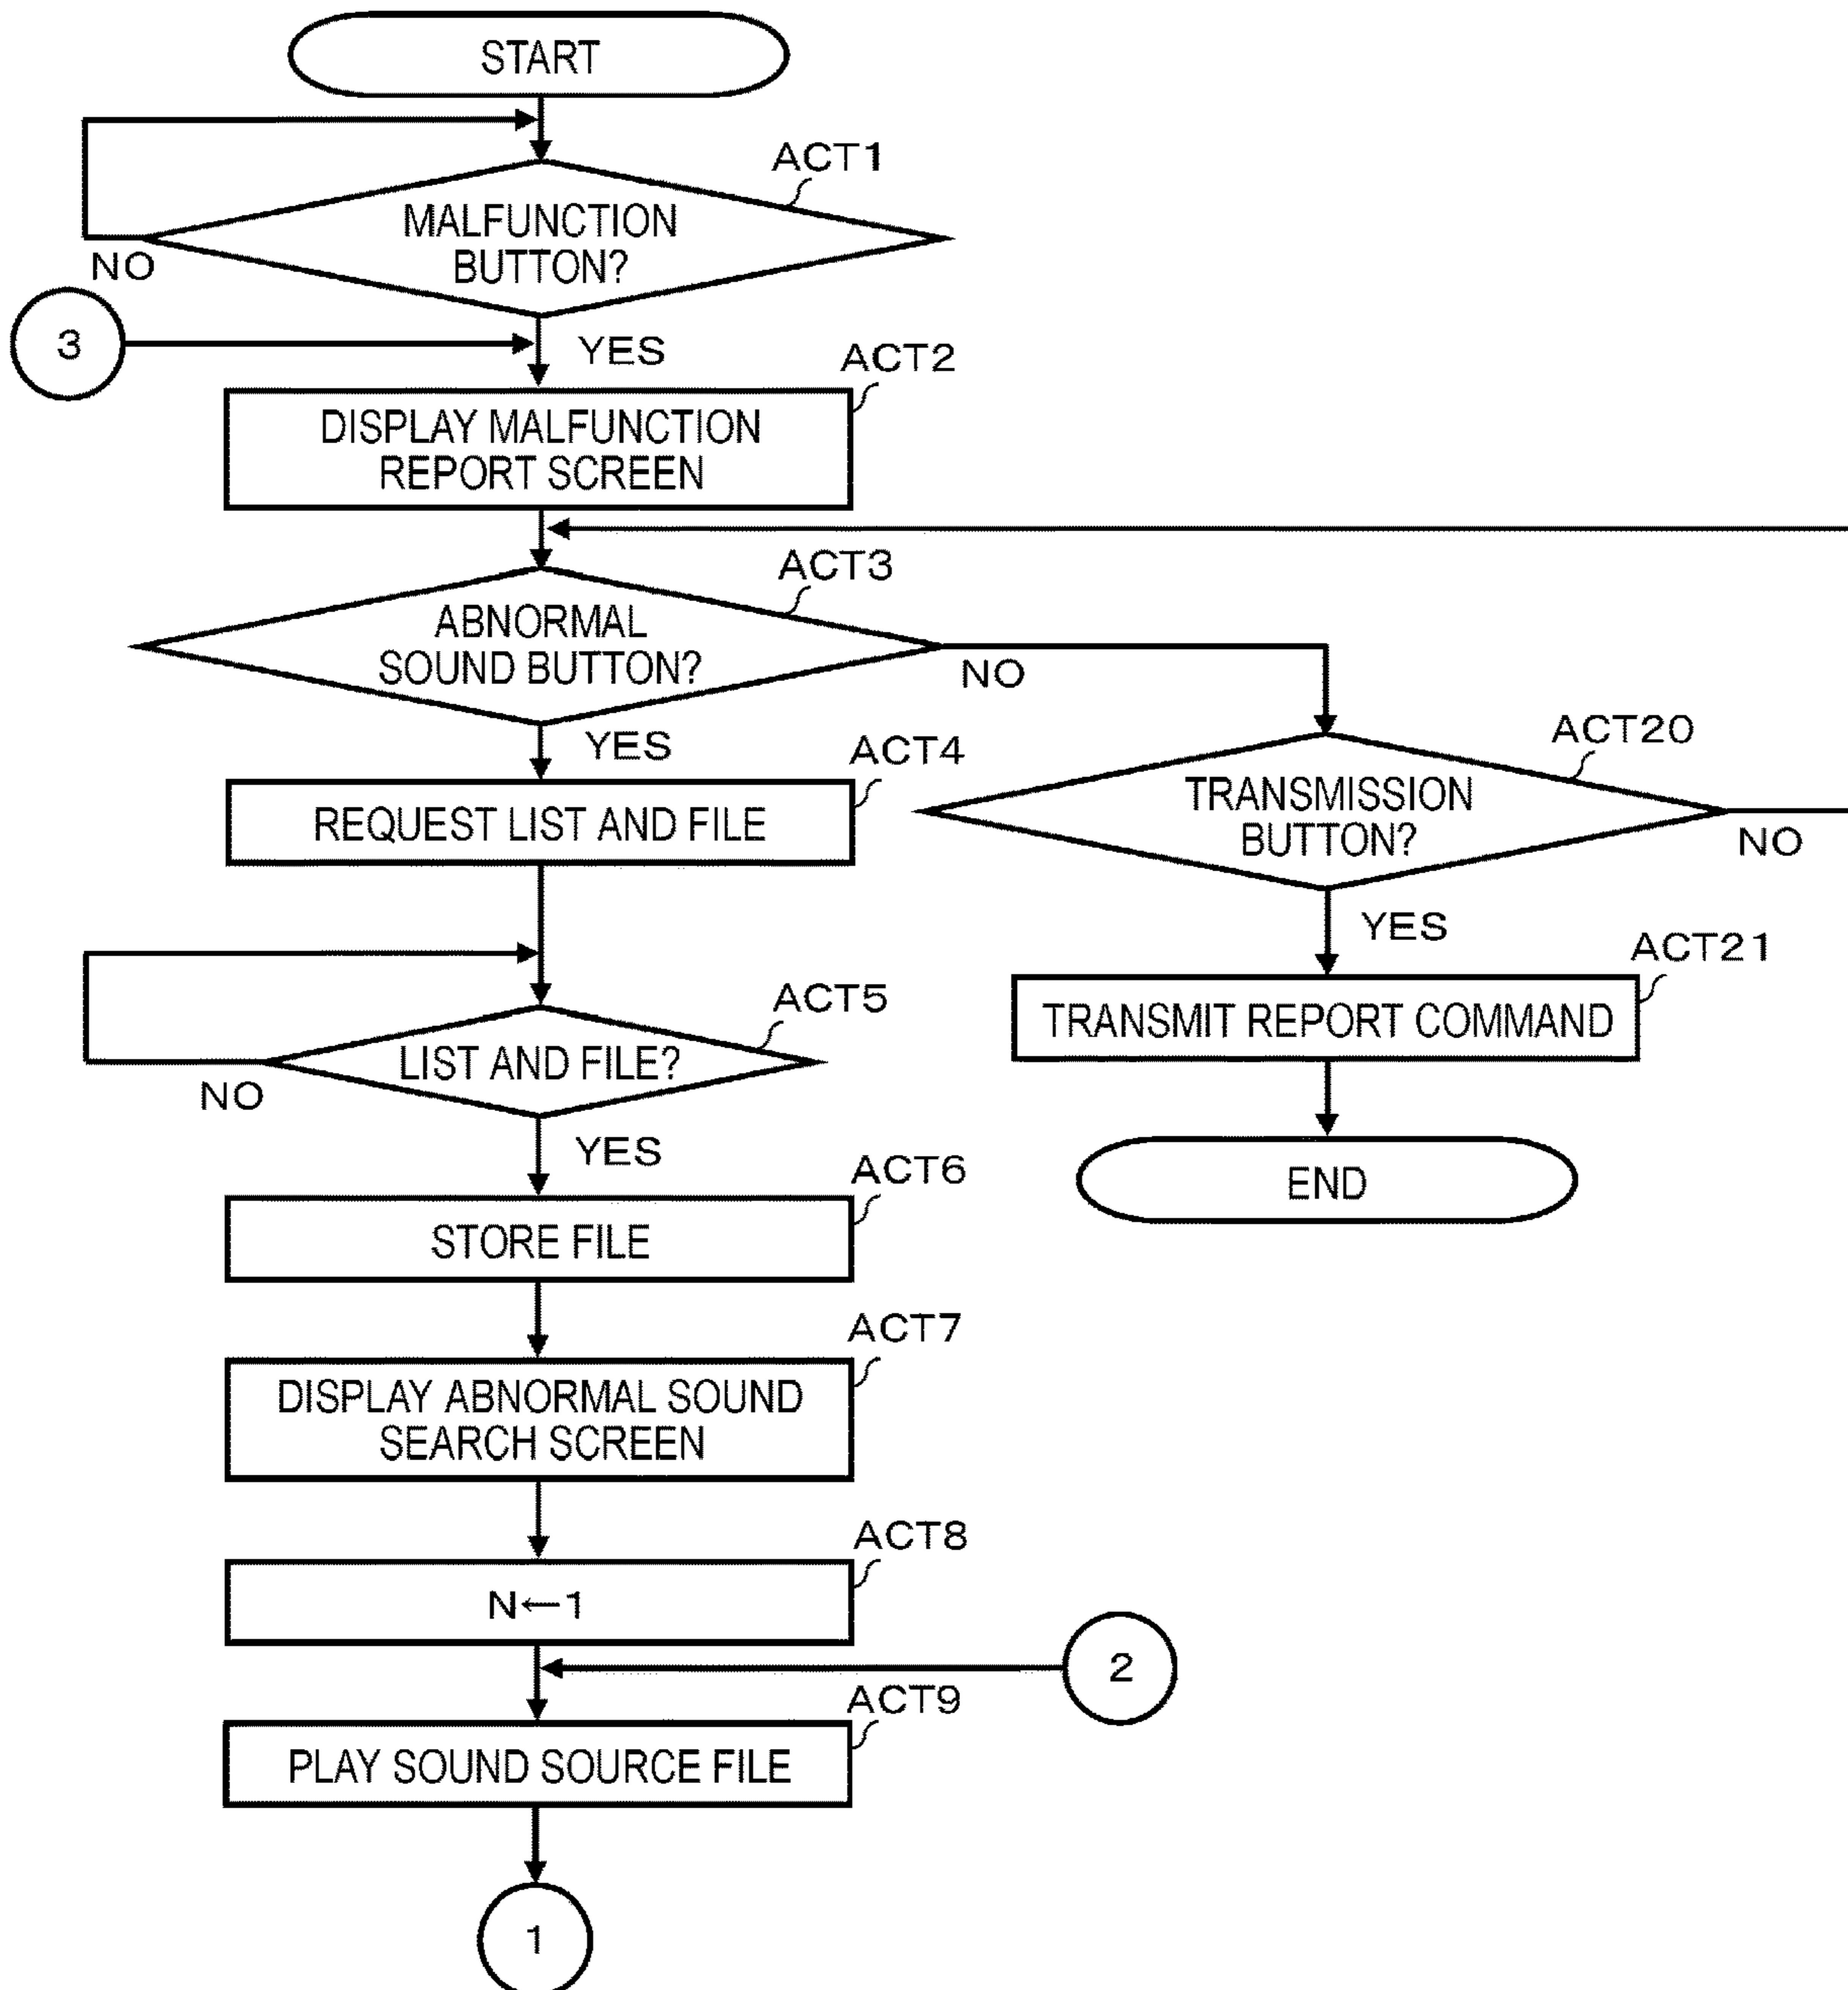 START
ACT1
MALFUNCTION
BUTTON?
NO
3
YES
ACT2
DISPLAY MALFUNCTION
REPORT SCREEN
ACT3
ABNORMAL
SOUND BUTTON?
NO
YES
ACT4
REQUEST LIST AND FILE
ACT20
TRANSMISSION
BUTTON?
NO
YES
ACT21
TRANSMIT REPORT COMMAND
END
ACT5
LIST AND FILE?
NO
YES
ACT6
STORE FILE
ACT7
DISPLAY ABNORMAL SOUND
SEARCH SCREEN
ACT8
N←1
2
ACT9
PLAY SOUND SOURCE FILE
1